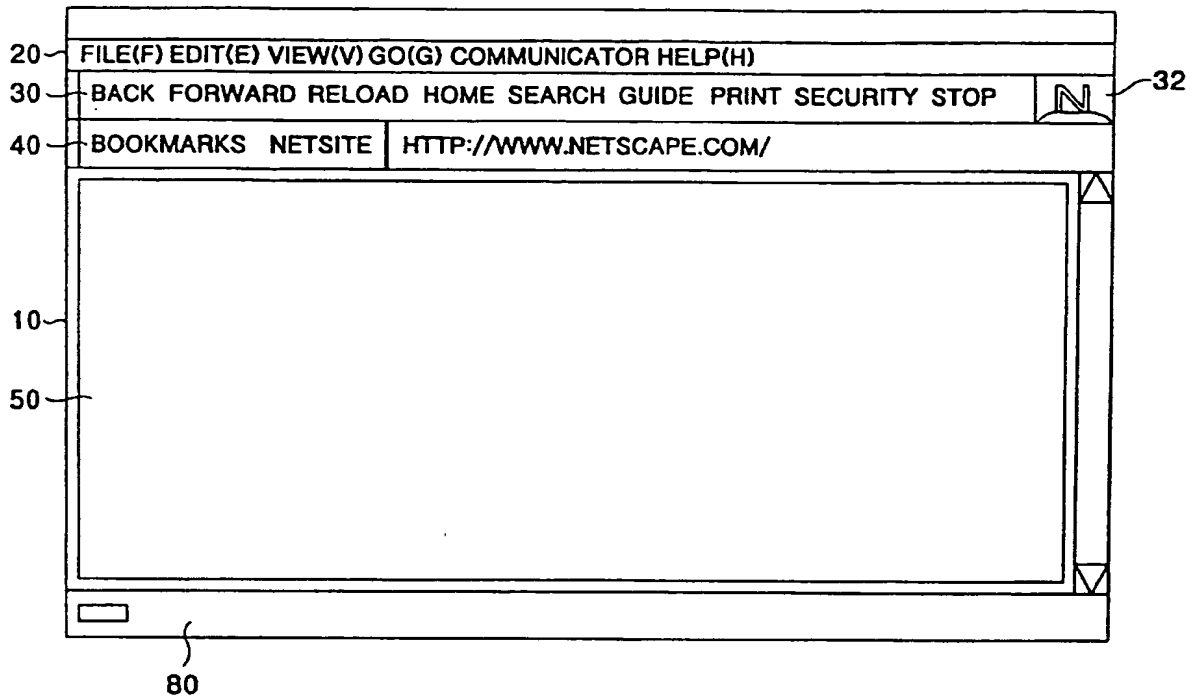 20 FILE(F) EDIT(E) VIEW(V) GO(G) COMMUNICATOR HELP(H)
30 BACK FORWARD RELOAD HOME SEARCH GUIDE PRINT SECURITY STOP N 32
40 BOOKMARKS NETSITE HTTP://WWW.NETSCAPE.COM/
10
50
80